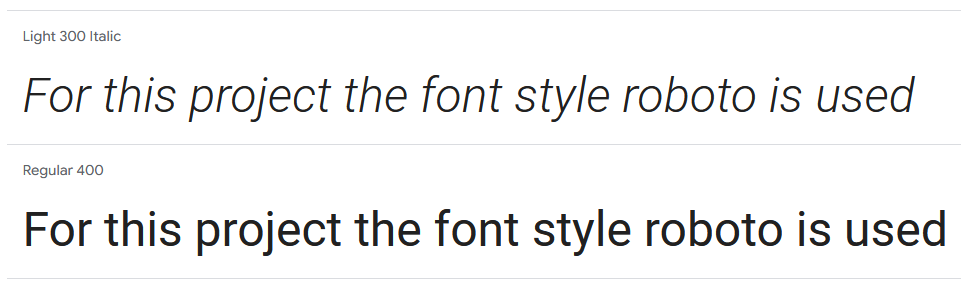 Light 300 Italic
For this project the font style roboto is used
Regular 400
For this project the font style roboto is used